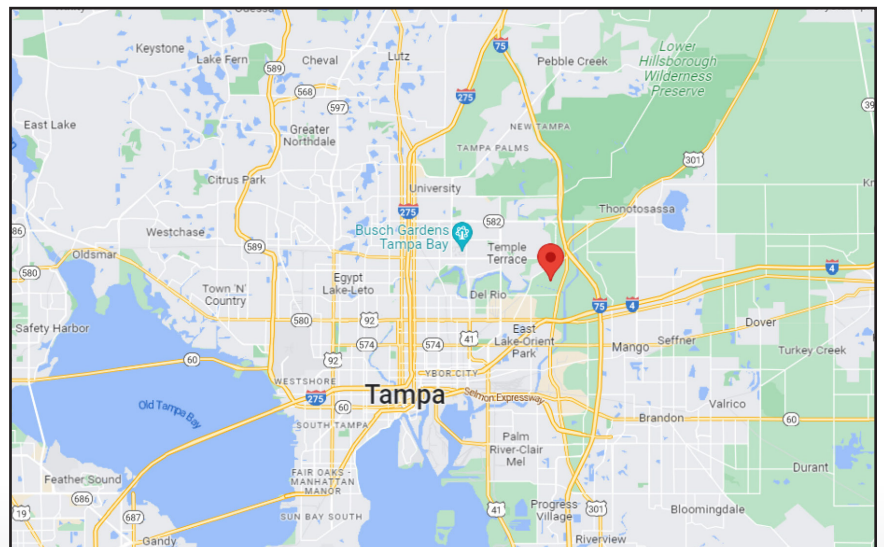 75
Keystone
Lake Fern
589
Cheval
Lutz
Pebble Creek
Lower
Hillsborough
Wilderness
Preserve
568
597
275
East Lake
Greater
Northdale
NEW TAMPA
TAMPA PALMS
301
Citrus Park
University
275
Thonotosassa
582
Westchase
Busch Gardens
Tampa Bay
589
Temple
Terrace
Oldsmar
580
4
Egypt
Lake-Leto
Town 'N'
Country
Del Rio
75
4
580
92
East
Lake-Orient
Park
Dover
Safety Harbor
574
574
41
Mango
Seffner
Turkey Creek
60
92
YBOR CITY
WESTSHORE
Tampa
Selmon Expressway
275
60
Valrico
Old Tampa Bay
SOUTH TAMPA
Brandon
60
Palm
River-Clair
Mel
Durant
Feather Sound
FAIR OAKS -
MANHATTAN
MANOR
686
19
687
SUN BAY SOUTH
41
Progress
Village
301
Bloomingdale
Gandy
Riverview